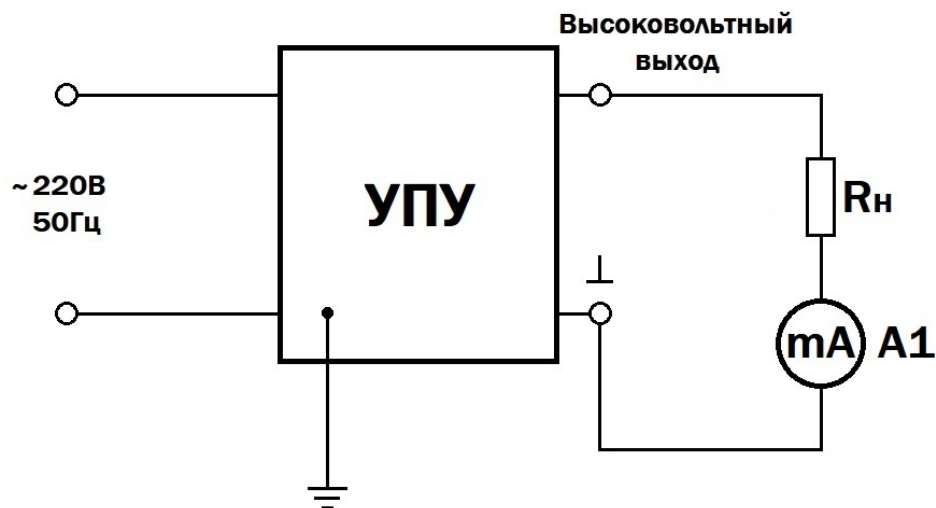 Высоковольтный
выход
~220В
50Гц
УПУ
Rн
mA A1